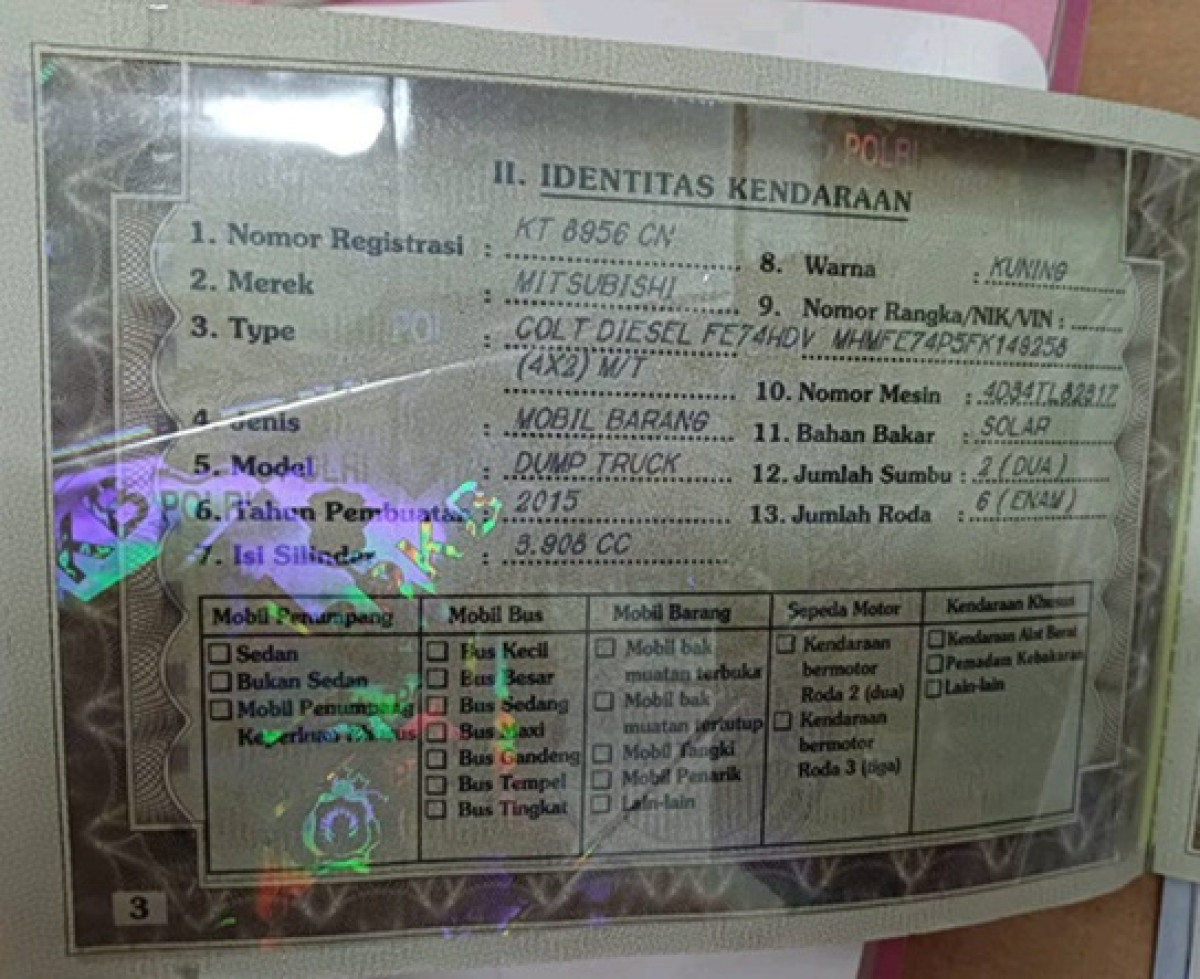 POLRI
II. IDENTITAS KENDARAAN
1. Nomor Registrasi : KT 8956 CN
2. Merek : MITSUBISHI
3. Type : COLT DIESEL FE74HDV
(4X2) M/T
4. Jenis : MOBIL BARANG
5. Model : DUMP TRUCK
6. Tahun Pembuatan : 2015
7. Isi Silinder : 3.908 CC
8. Warna : KUNING
9. Nomor Rangka/NIK/VIN :
MHMFE74P5FK148258
10. Nomor Mesin : 4D34TL82817
11. Bahan Bakar : SOLAR
12. Jumlah Sumbu : 2 (DUA)
13. Jumlah Roda : 6 (ENAM)
Mobil Penumpang
Sedan
Bukan Sedan
Mobil Penumpang
Mobil Bus
Bus Kecil
Bus Besar
Bus Sedang
Bus Maxi
Bus Gandeng
Bus Tempel
Bus Tingkat
Mobil Barang
Mobil bak
muatan terbuka
Mobil bak
muatan tertutup
Mobil Tangki
Mobil Penarik
Lain-lain
Sepeda Motor
Kendaraan
bermotor
Roda 2 (dua)
Kendaraan
bermotor
Roda 3 (tiga)
Kendaraan Khusus
Kendaraan Alat Berat
Pemadam Kebakaran
Lain-lain
3